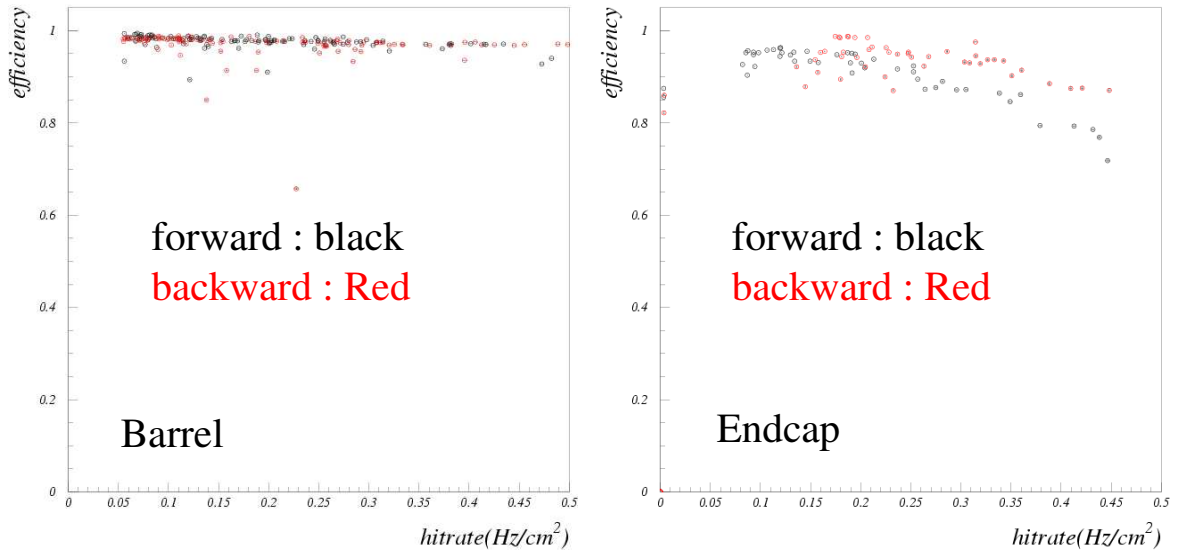 efficiency
1
0.8
0.6
0.4
0.2
0
forward : black
backward : Red
Barrel
0 0.05 0.1 0.15 0.2 0.25 0.3 0.35 0.4 0.45 0.5
hitrate(Hz/cm²)
efficiency
1
0.8
0.6
0.4
0.2
0
forward : black
backward : Red
Endcap
0 0.05 0.1 0.15 0.2 0.25 0.3 0.35 0.4 0.45 0.5
hitrate(Hz/cm²)